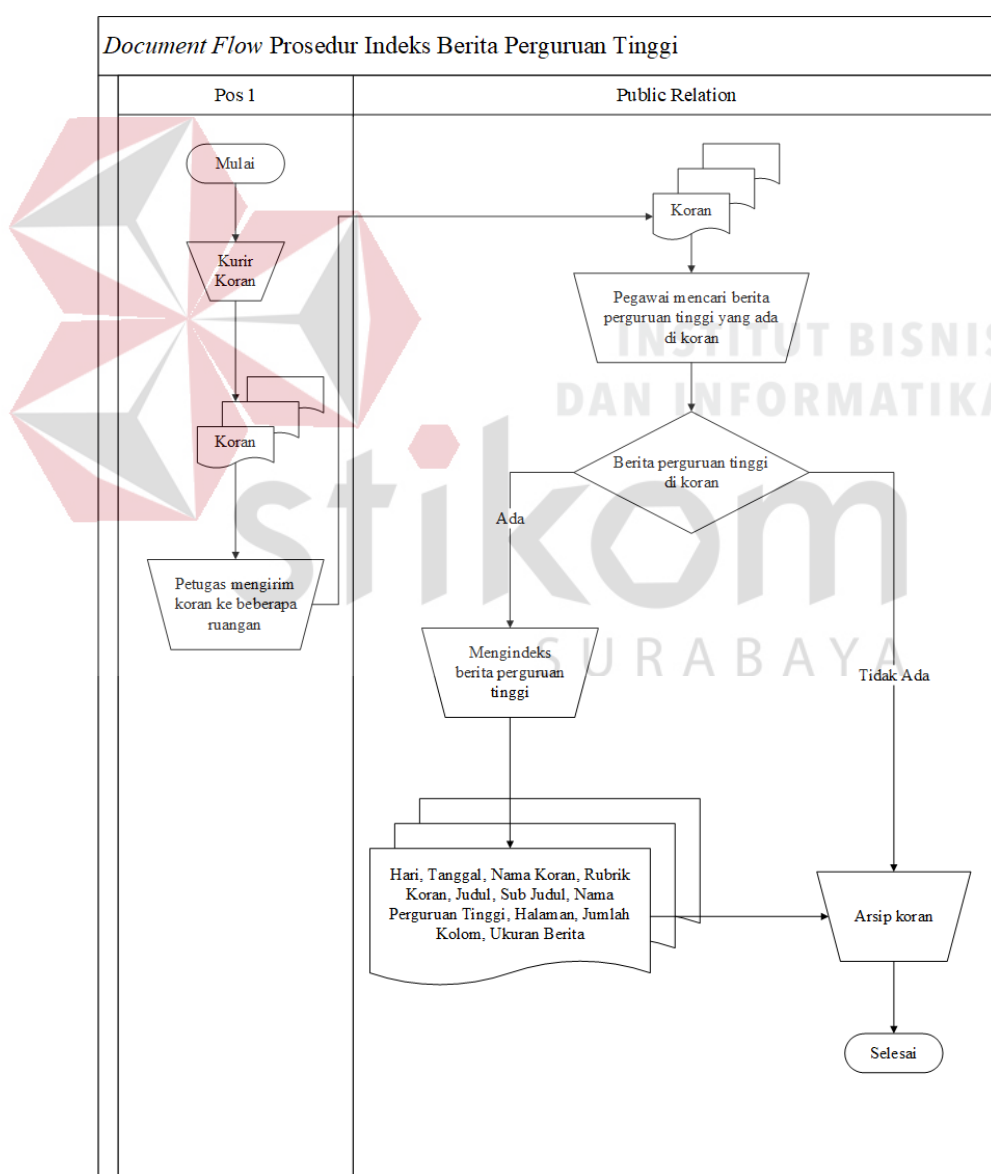 Document Flow Prosedur Indeks Berita Perguruan Tinggi
Pos 1
Public Relation
Mulai
Kurir
Koran
Koran
Petugas mengirim
koran ke beberapa
ruangan
Koran
Pegawai mencari berita
perguruan tinggi yang ada
di koran
Berita perguruan tinggi
di koran
Ada
Tidak Ada
Mengindeks
berita perguruan
tinggi
Hari, Tanggal, Nama Koran, Rubrik
Koran, Judul, Sub Judul, Nama
Perguruan Tinggi, Halaman, Jumlah
Kolom, Ukuran Berita
Arsip koran
Selesai
INSTITUT BISNIS
DAN INFORMATIKA
stikom
SURABAYA